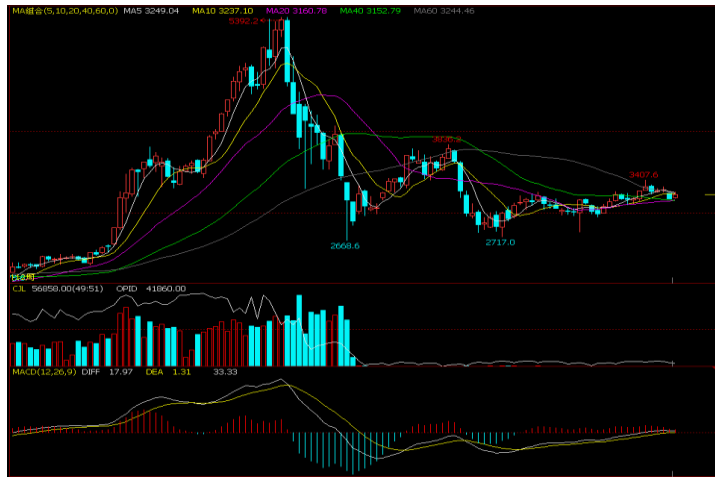 MA组合(5,10,20,40,60,0) MA5 3249.04 MA10 3237.10 MA20 3160.78 MA40 3152.79 MA60 3244.46
5392.2
3407.6
2668.6
2717.0
CJL 56858.00(49:51) OPID 41860.00
MACD(12,26,9) DIFF 17.97 DEA 1.31 33.33